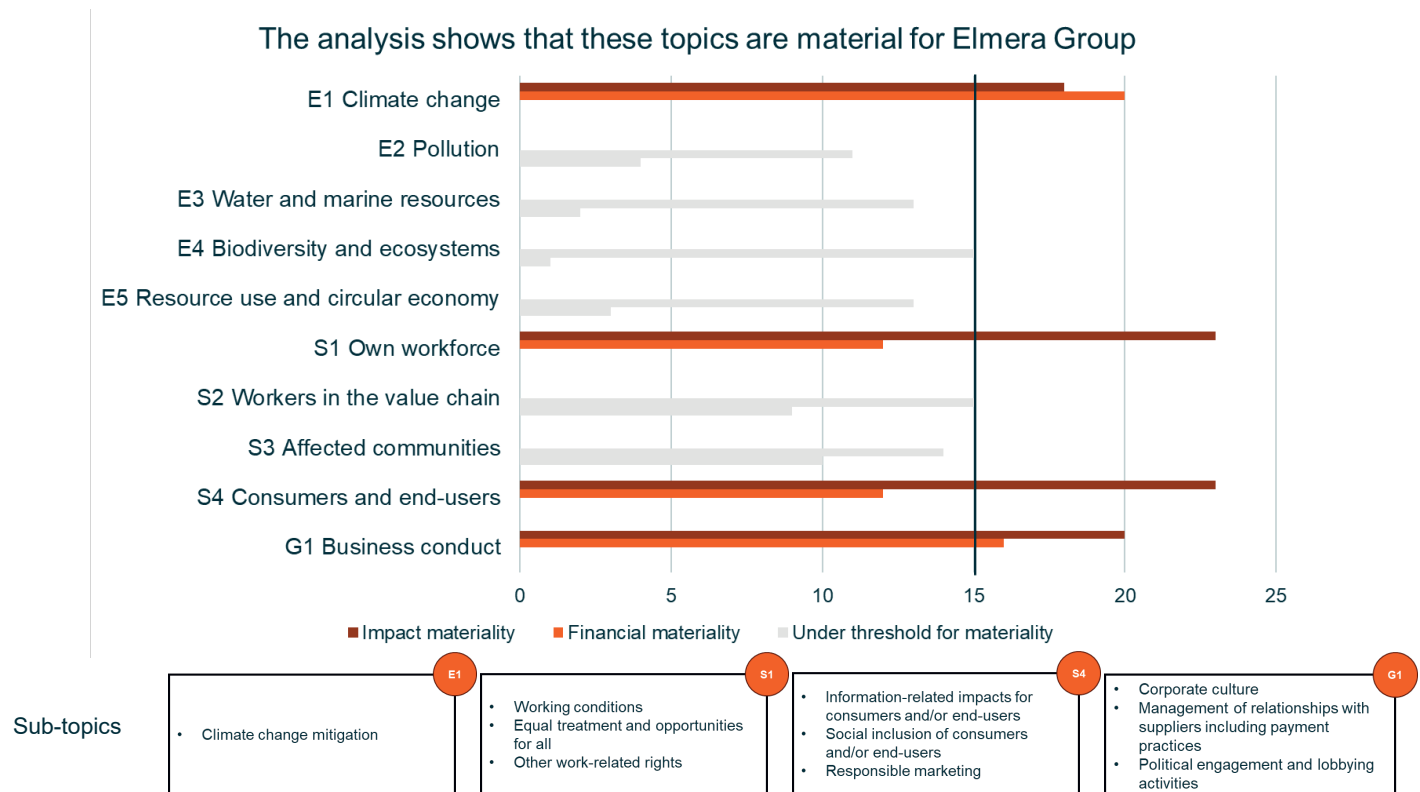 The analysis shows that these topics are material for Elmera Group
E1 Climate change
E2 Pollution
E3 Water and marine resources
E4 Biodiversity and ecosystems
E5 Resource use and circular economy
S1 Own workforce
S2 Workers in the value chain
S3 Affected communities
S4 Consumers and end-users
G1 Business conduct
0 5 10 15 20 25
Impact materiality Financial materiality Under threshold for materiality
Sub-topics
E1
• Climate change mitigation
S1
• Working conditions
• Equal treatment and opportunities
for all
• Other work-related rights
S4
• Information-related impacts for
consumers and/or end-users
• Social inclusion of consumers
and/or end-users
• Responsible marketing
G1
• Corporate culture
• Management of relationships with
suppliers including payment
practices
• Political engagement and lobbying
activities